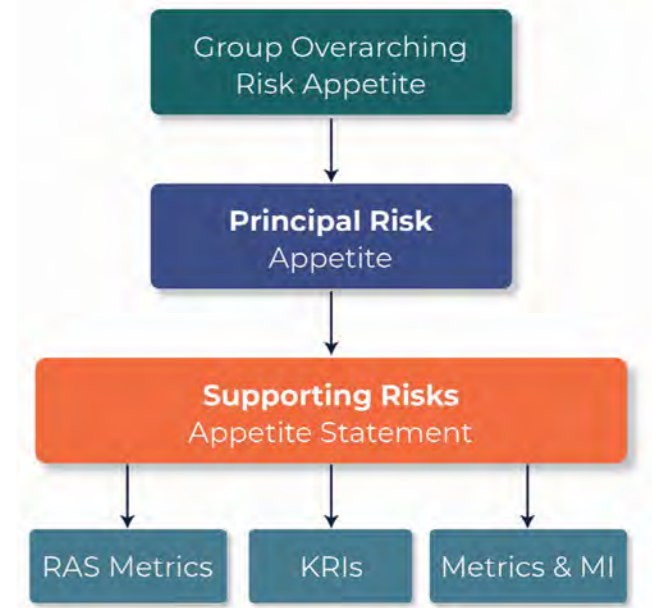 Group Overarching
Risk Appetite
Principal Risk
Appetite
Supporting Risks
Appetite Statement
RAS Metrics
KRIs
Metrics & MI